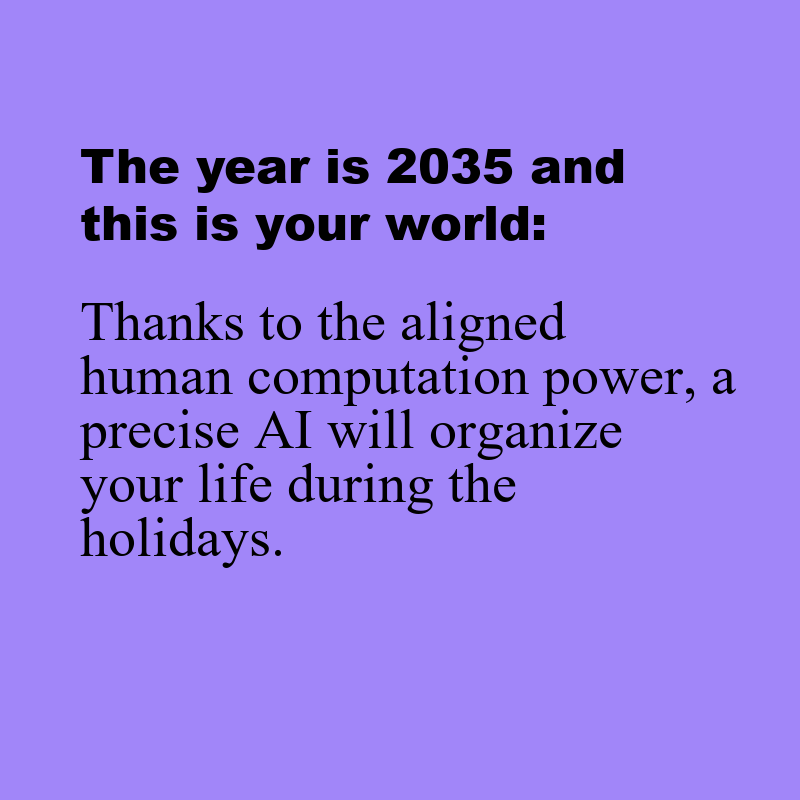 The year is 2035 and
this is your world:
Thanks to the aligned
human computation power, a
precise AI will organize
your life during the
holidays.